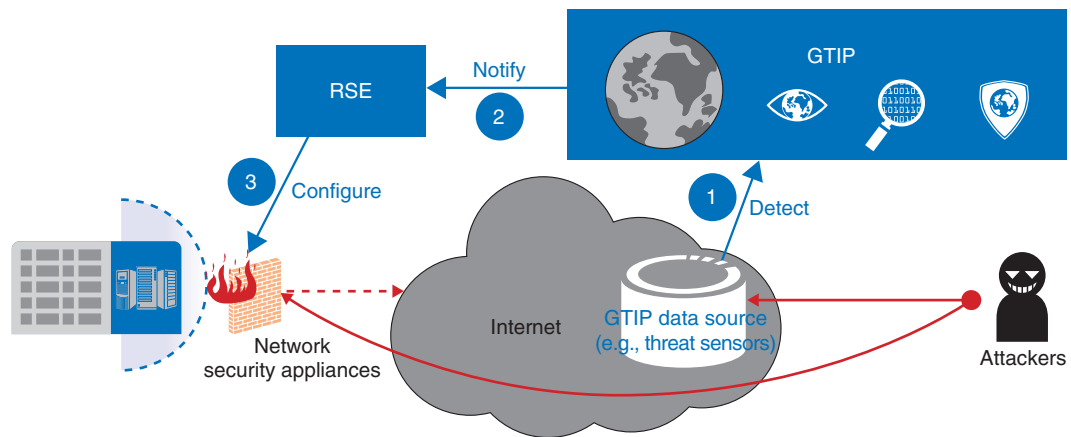 GTIP
RSE
Notify
2
3
Configure
1
Detect
Internet
GTIP data source
(e.g., threat sensors)
Network
security appliances
Attackers